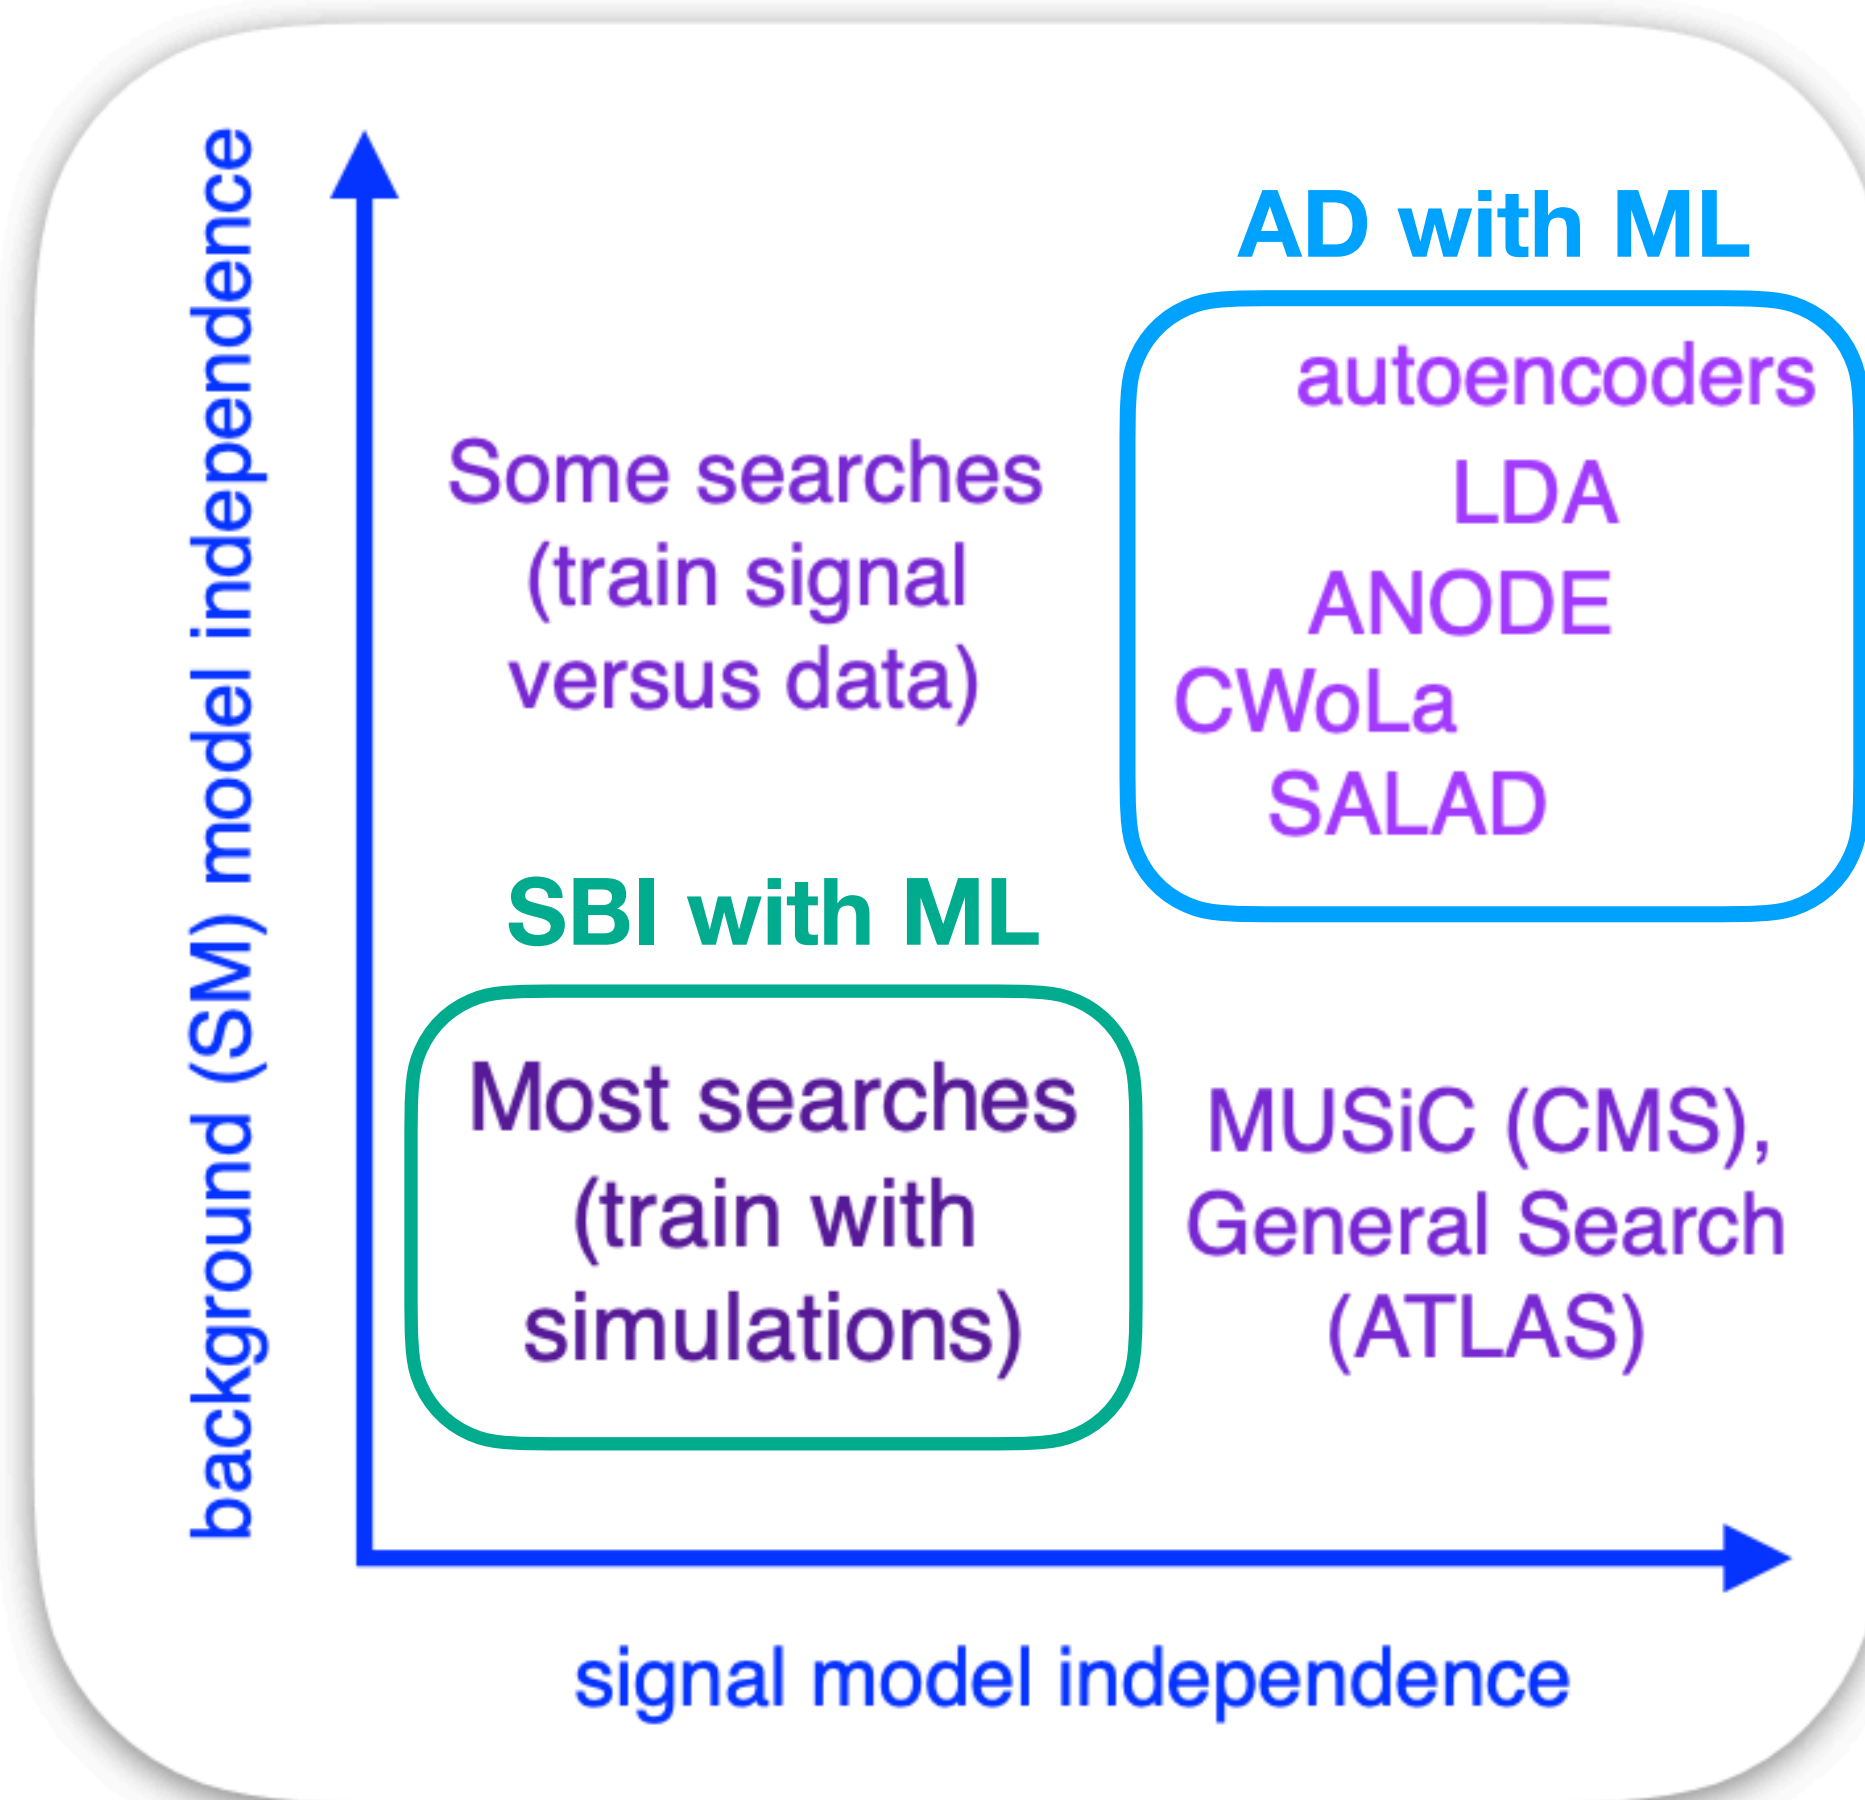 background (SM) model independence
AD with ML
autoencoders
LDA
ANODE
CWoLa
SALAD
Some searches
(train signal
versus data)
SBI with ML
Most searches
(train with
simulations)
MUSiC (CMS),
General Search
(ATLAS)
signal model independence